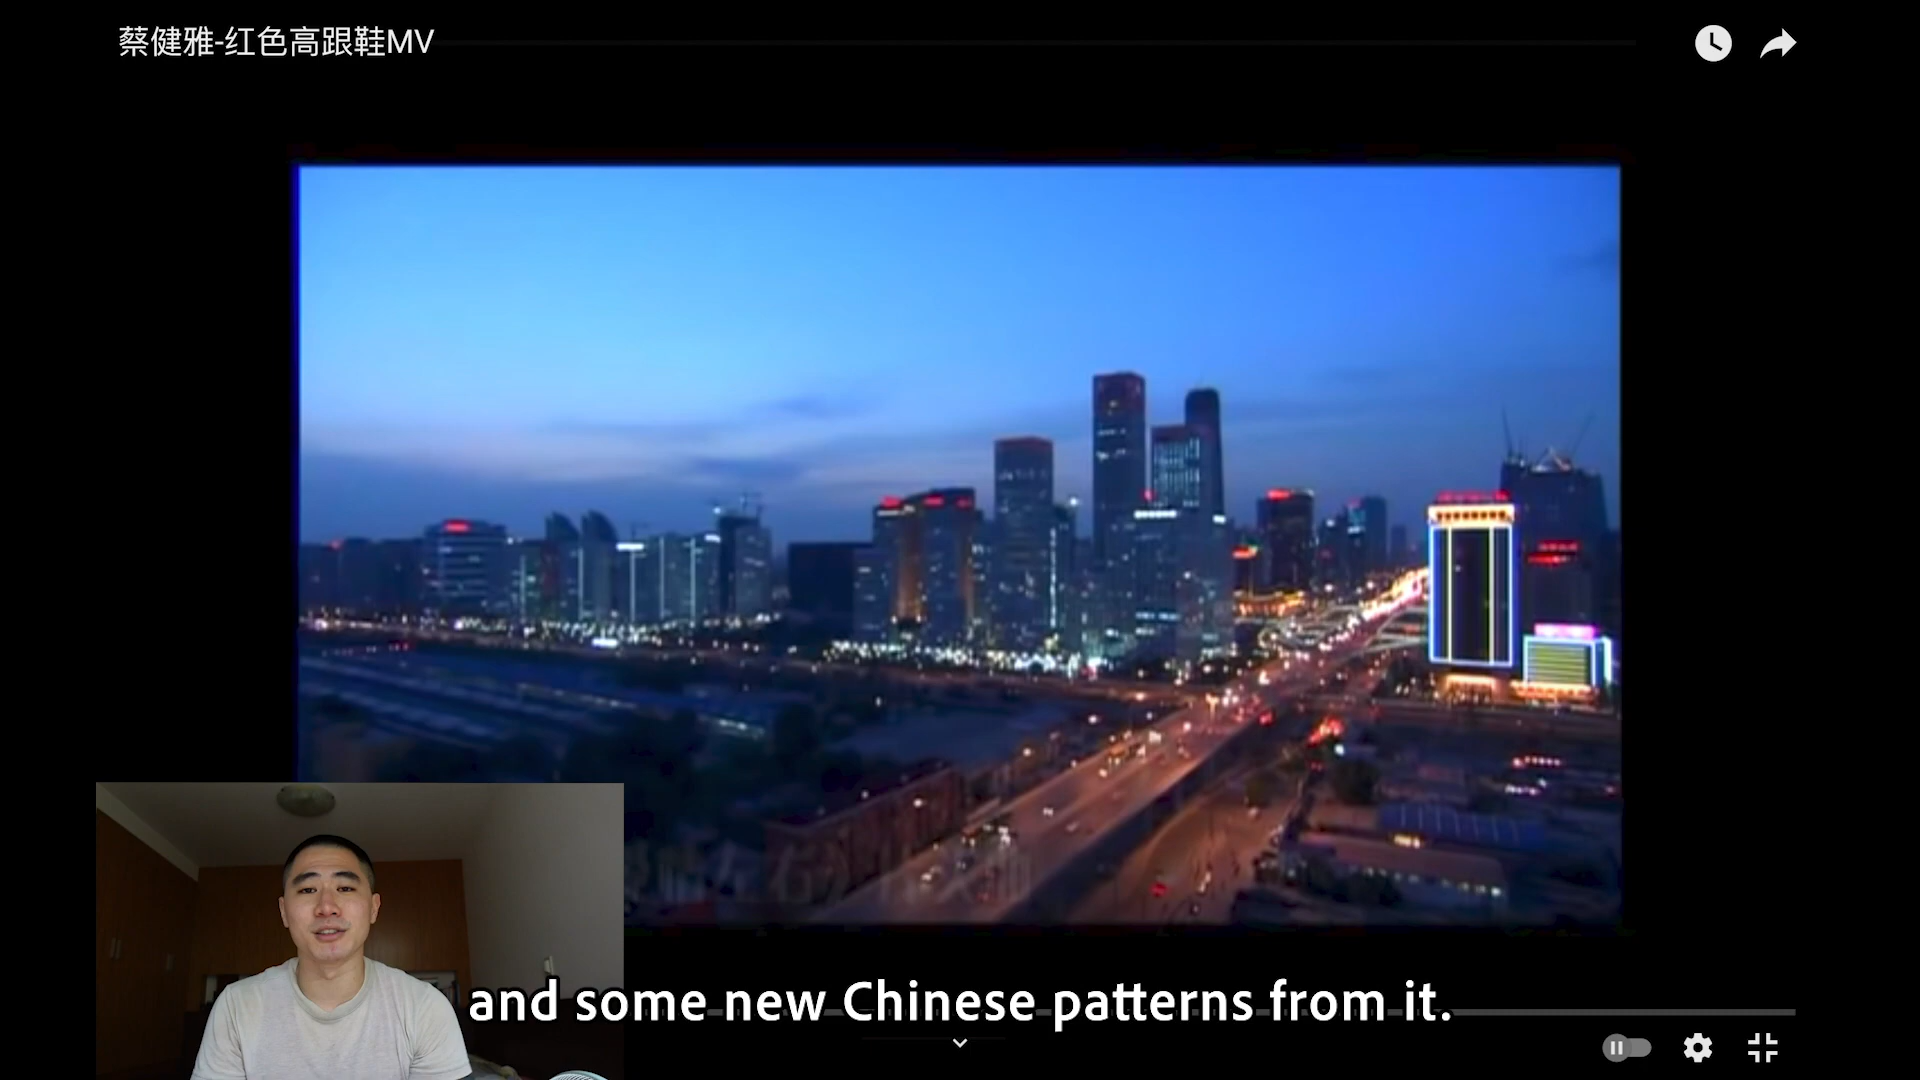 蔡健雅-红色高跟鞋MV
and some new Chinese patterns from it.